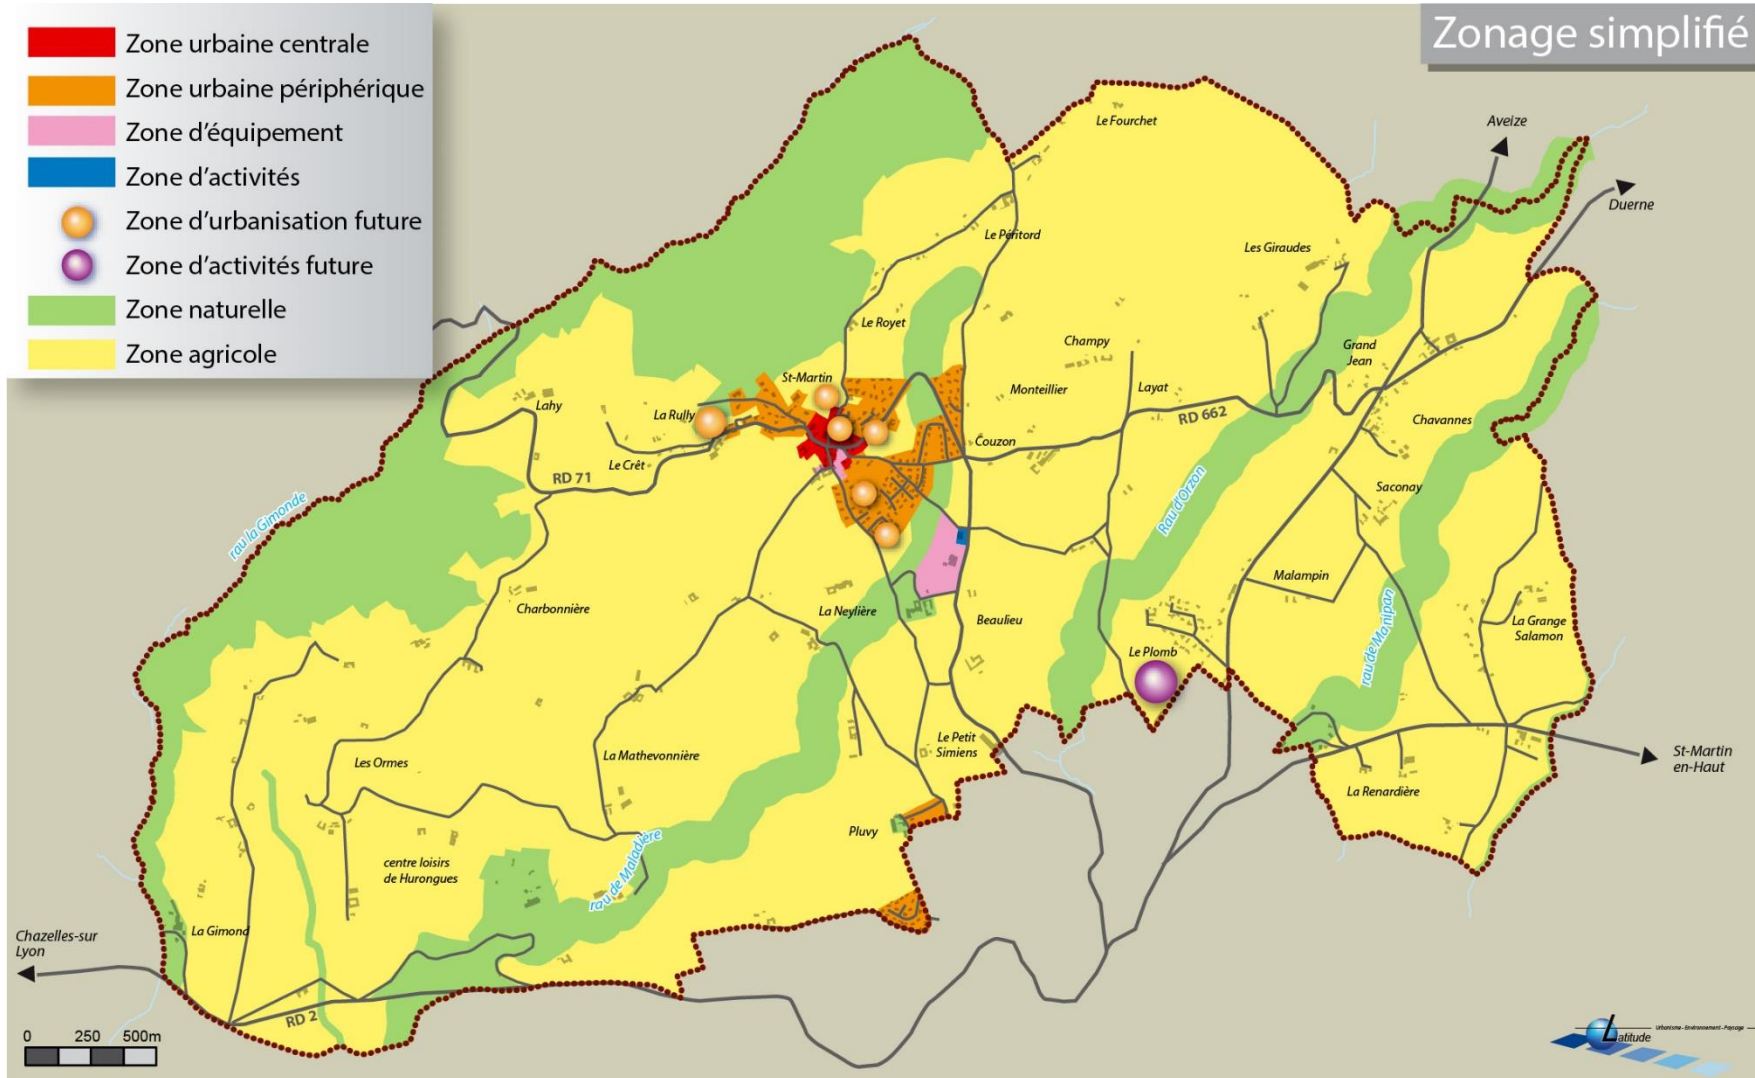 Zonage simplifié
Zone urbaine centrale
Zone urbaine périphérique
Zone d'équipement
Zone d'activités
Zone d'urbanisation future
Zone d'activités future
Zone naturelle
Zone agricole
Le Fourchet
Aveize
Duerne
Le Péritord
Les Giraudes
Le Royet
Champy
Grand
Jean
St-Martin
Monteillier
Layat
Lahy
La Rully
RD 662
Chavannes
Couzon
Le Crêt
RD 71
Saconay
rau la Gimonde
Rau d'Orzon
Malampin
Charbonnière
La Neylière
Beaulieu
rau de Manipan
La Grange
Salamon
Le Plomb
Le Petit
Simiens
La Mathevonnière
Les Ormes
St-Martin
en-Haut
La Renardière
Pluvy
centre loisirs
de Hurongues
rau de Maladière
La Gimond
Chazelles-sur
Lyon
RD 2
0 250 500m
Latitude
Urbanisme - Environnement - Paysage